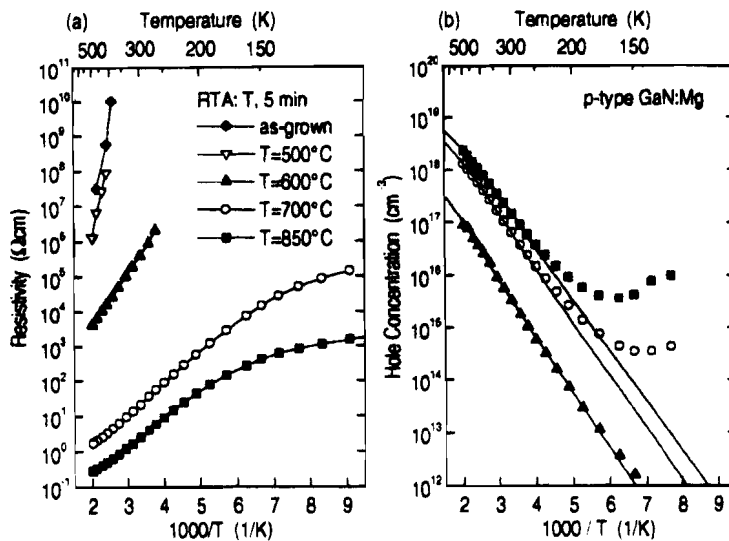 (a) Temperature (K)
500 300 200 150
Resistivity (Ωcm)
10^11
10^10
10^9
10^8
10^7
10^6
10^5
10^4
10^3
10^2
10^1
10^0
10^-1
RTA: T, 5 min
as-grown
T=500°C
T=600°C
T=700°C
T=850°C
2 3 4 5 6 7 8 9
1000/T (1/K)
(b) Temperature (K)
500 300 200 150
Hole Concentration (cm^-3)
10^20
10^19
10^18
10^17
10^16
10^15
10^14
10^13
10^12
p-type GaN:Mg
2 3 4 5 6 7 8 9
1000 / T (1/K)